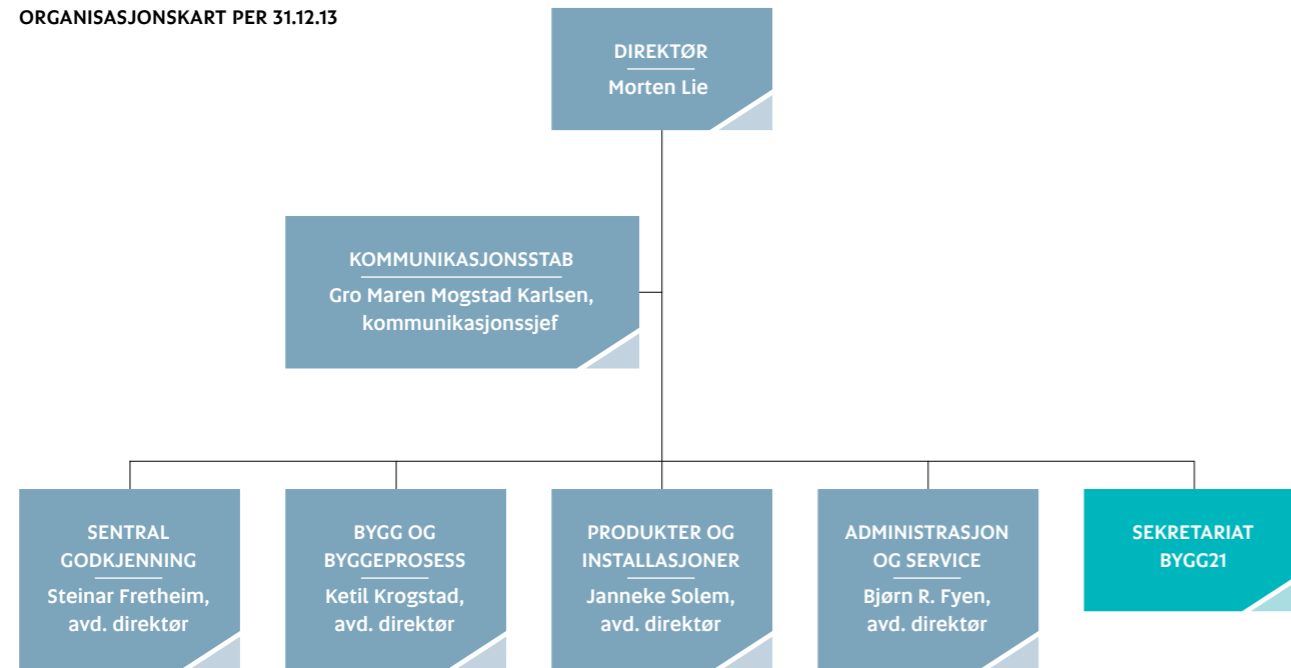 ORGANISASJONSKART PER 31.12.13
DIREKTØR
Morten Lie
KOMMUNIKASJONSSTAB
Gro Maren Mogstad Karlsen,
kommunikasjonssjef
SENTRAL
GODKJENNING
Steinar Fretheim,
avd. direktør
BYGG OG
BYGGEPROSESS
Ketil Krogstad,
avd. direktør
PRODUKTER OG
INSTALLASJONER
Janneke Solem,
avd. direktør
ADMINISTRASJON
OG SERVICE
Bjørn R. Fyen,
avd. direktør
SEKRETARIAT
BYGG21